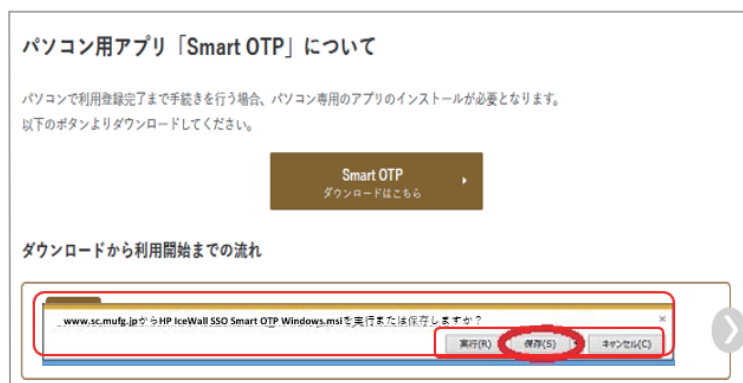 パソコン用アプリ「Smart OTP」について
パソコンで利用登録完了まで手続きを行う場合、パソコン専用のアプリのインストールが必要となります。
以下のボタンよりダウンロードしてください。
Smart OTP
ダウンロードはこちら
ダウンロードから利用開始までの流れ
www.sc.mufg.jpからHP IceWall SSO Smart OTP Windows.msiを実行または保存しますか？
実行(R) 保存(S) キャンセル(C)